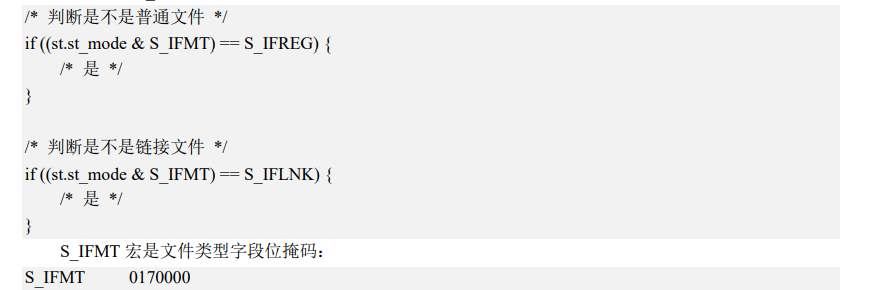 /* 判断是不是普通文件 */
if ((st.st_mode & S_IFMT) == S_IFREG) {
/* 是 */
}
/* 判断是不是链接文件 */
if ((st.st_mode & S_IFMT) == S_IFLNK) {
/* 是 */
}
S_IFMT 宏是文件类型字段位掩码：
S_IFMT 0170000